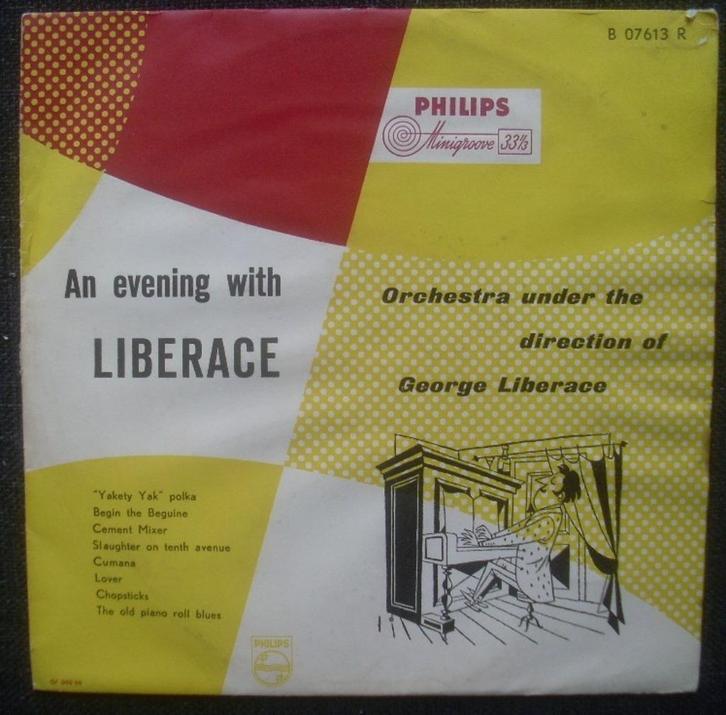 B 07613 R
PHILIPS
Minigroove 33⅓
An evening with
LIBERACE
Orchestra under the
direction of
George Liberace
"Yakety Yak" polka
Begin the Beguine
Cement Mixer
Slaughter on tenth avenue
Cumana
Lover
Chopsticks
The old piano roll blues
PHILIPS